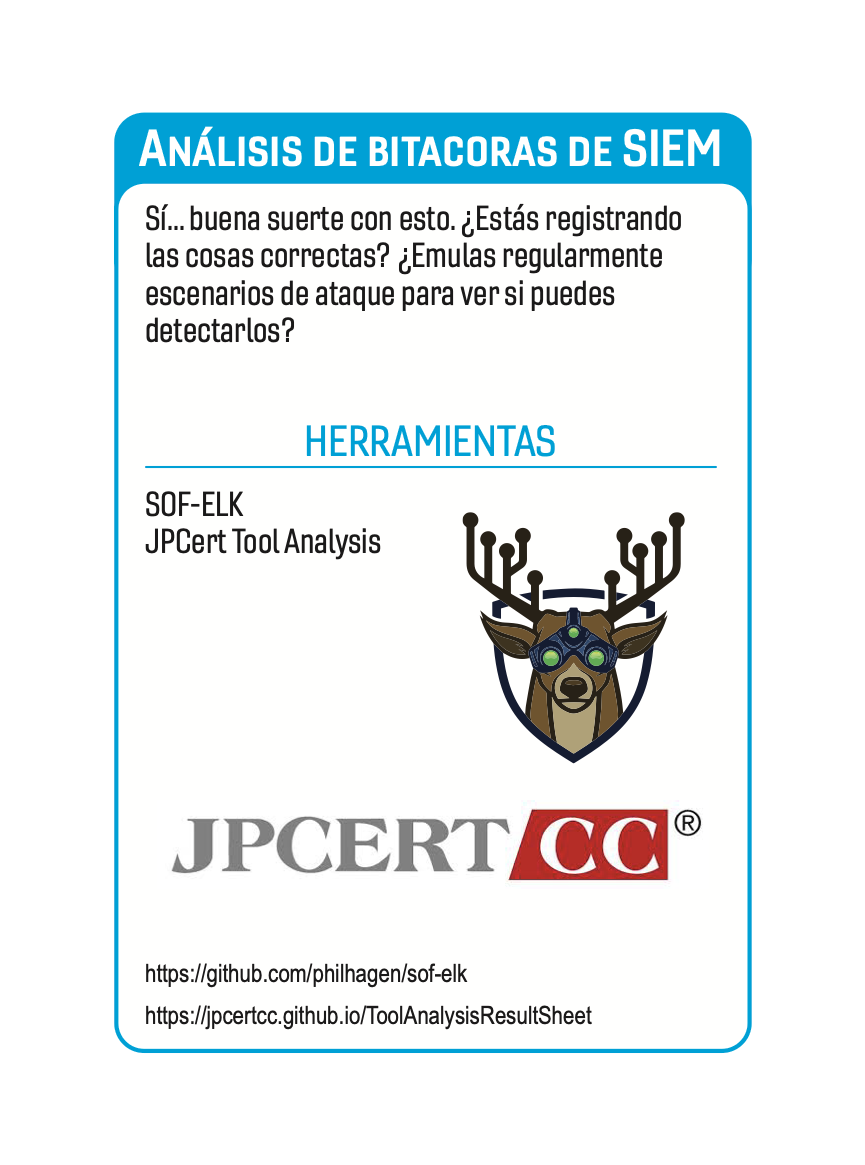 ANÁLISIS DE BITACORAS DE SIEM
Sí... buena suerte con esto. ¿Estás registrando
las cosas correctas? ¿Emulas regularmente
escenarios de ataque para ver si puedes
detectarlos?
HERRAMIENTAS
SOF-ELK
JPCert Tool Analysis
JPCERT CC®
https://github.com/philhagen/sof-elk
https://jpcertcc.github.io/ToolAnalysisResultSheet